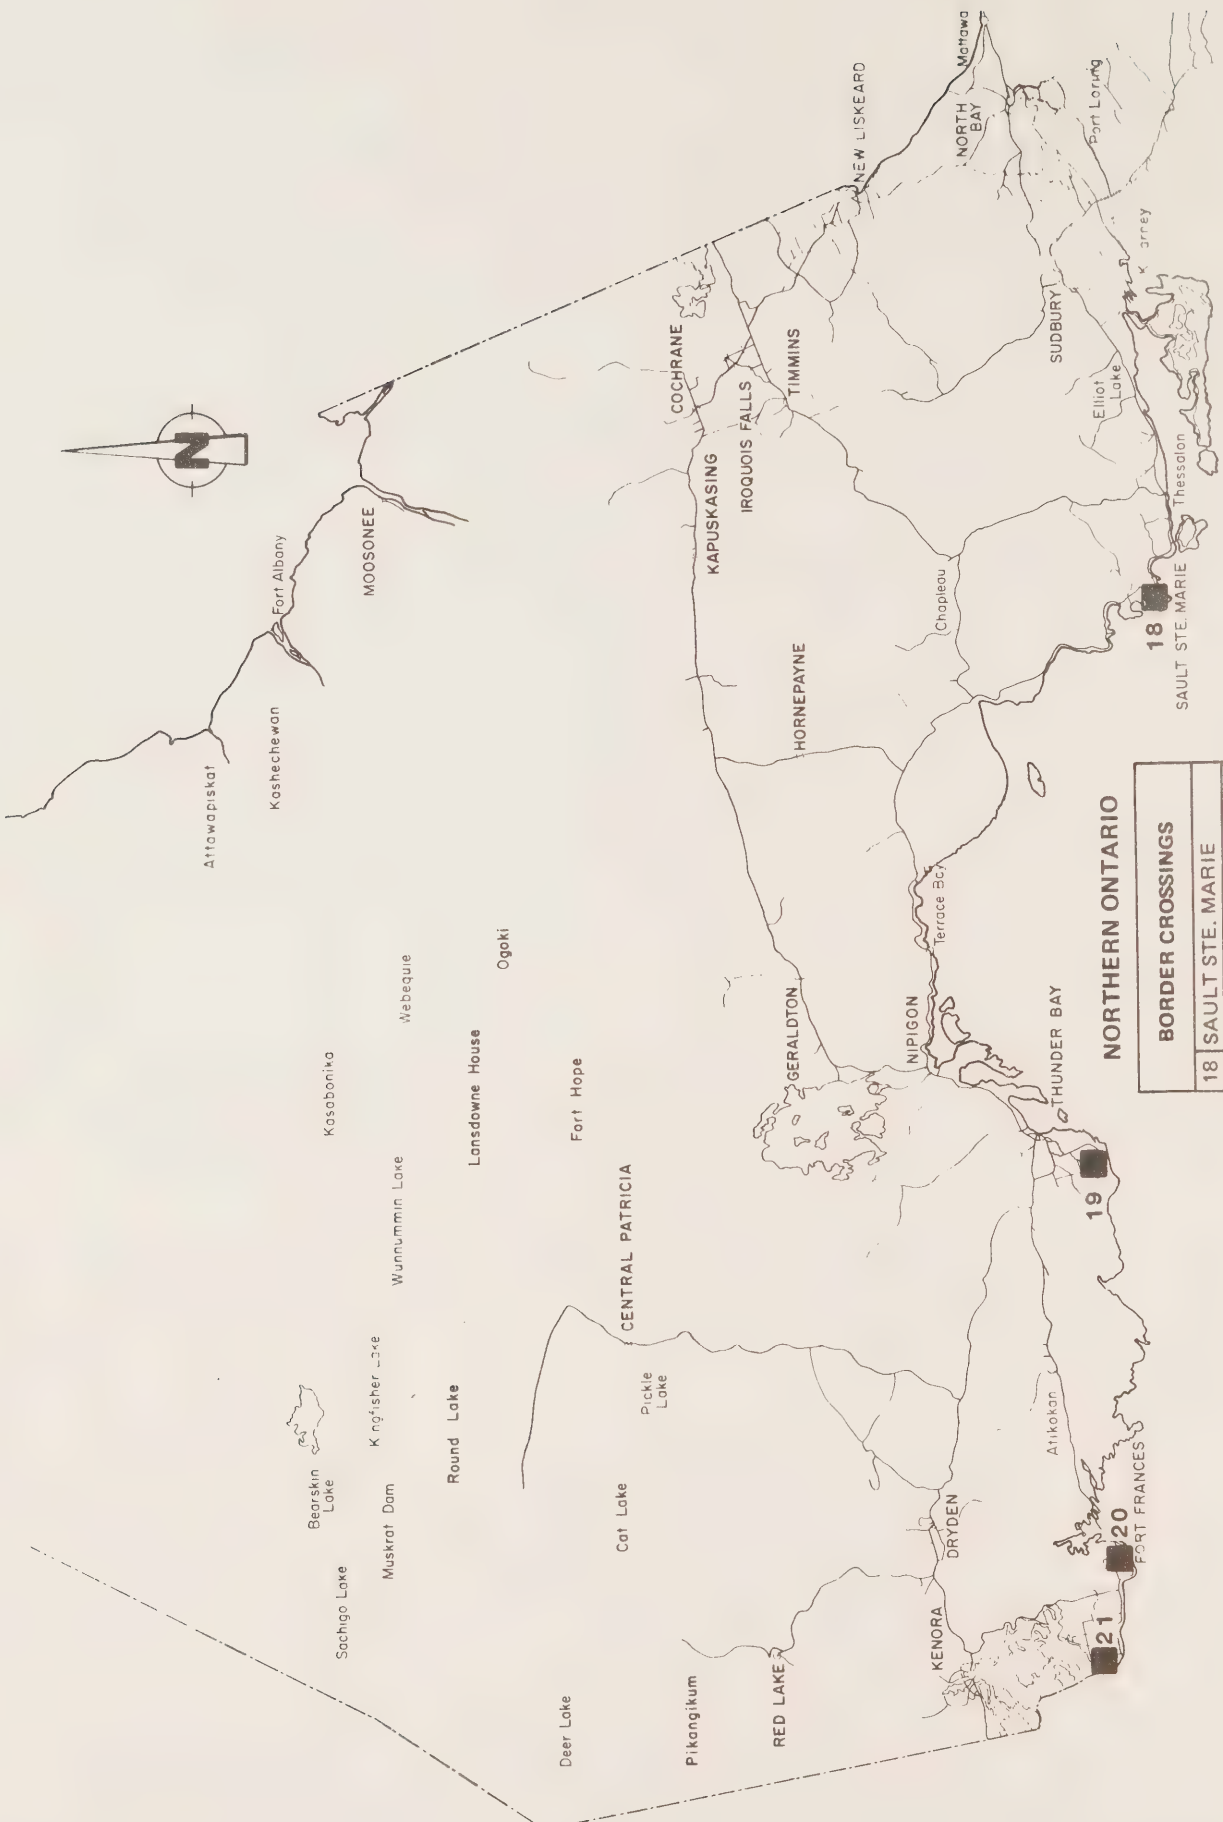 N
Attawapiskat
Kashechewan
Fort Albany
MOOSONEE
Bearskin
Lake
Sachigo Lake
Muskrat Dam
Kingfisher Lake
Kasabonika
Wunnummin Lake
Webequie
Round Lake
Lansdowne House
Ogoki
Deer Lake
Cat Lake
Fort Hope
CENTRAL PATRICIA
Pickle
Lake
Pikangikum
RED LAKE
KENORA
DRYDEN
Atikokan
FORT FRANCES
GERALDTON
NIPIGON
THUNDER BAY
Terrace Bay
HORNEPAYNE
KAPUSKASING
COCHRANE
IROQUOIS FALLS
TIMMINS
Chapleau
NEW LISKEARD
Mattawa
NORTH
BAY
Port Loring
SUDBURY
Elliot
Lake
Thessalon
SAULT STE. MARIE
18
19
20
21
NORTHERN ONTARIO
BORDER CROSSINGS
18 SAULT STE. MARIE